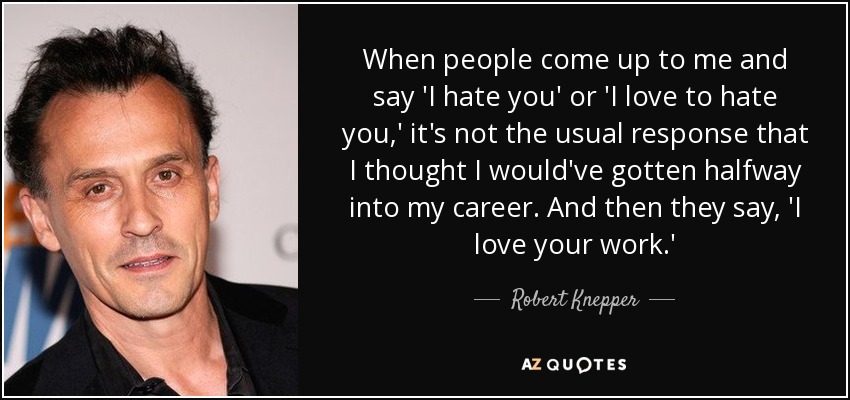 When people come up to me and
say 'I hate you' or 'I love to hate
you,' it's not the usual response that
I thought I would've gotten halfway
into my career. And then they say, 'I
love your work.'
Robert Knepper
AZ QUOTES